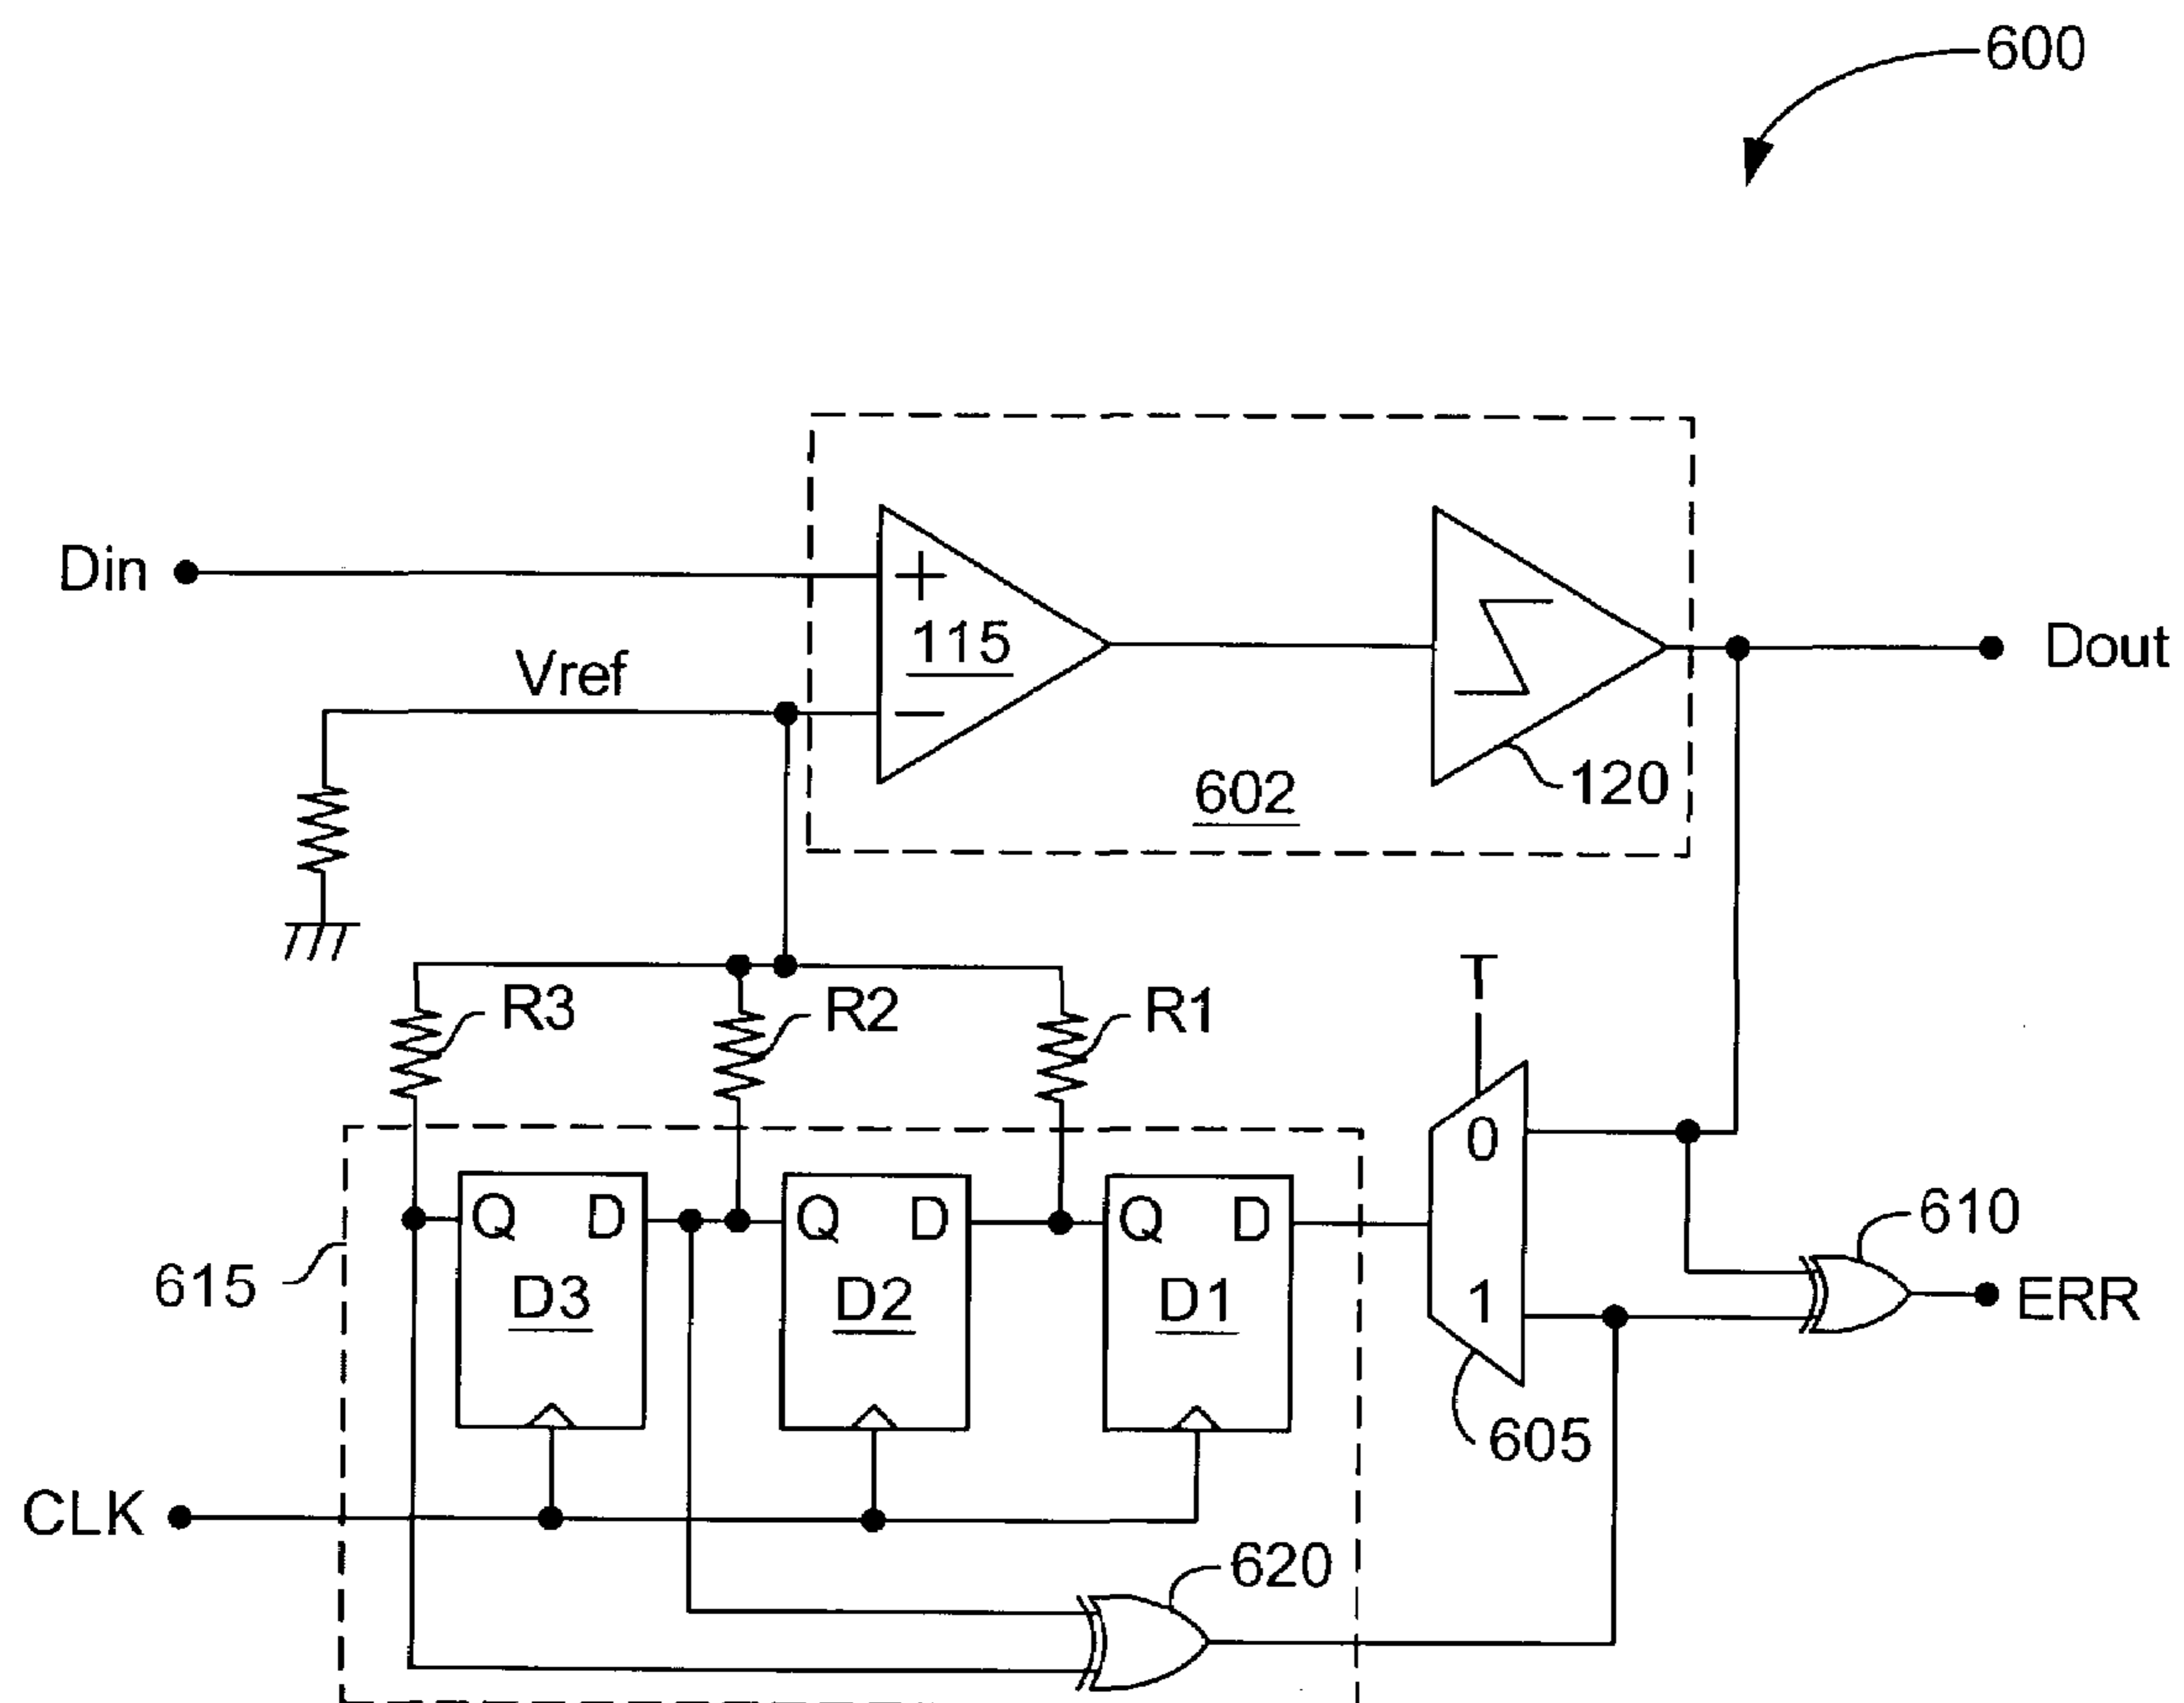 600
Din
+
115
−
Vref
120
602
Dout
R3
R2
R1
T
0
1
605
610
ERR
615
Q D
D3
Q D
D2
Q D
D1
CLK
620